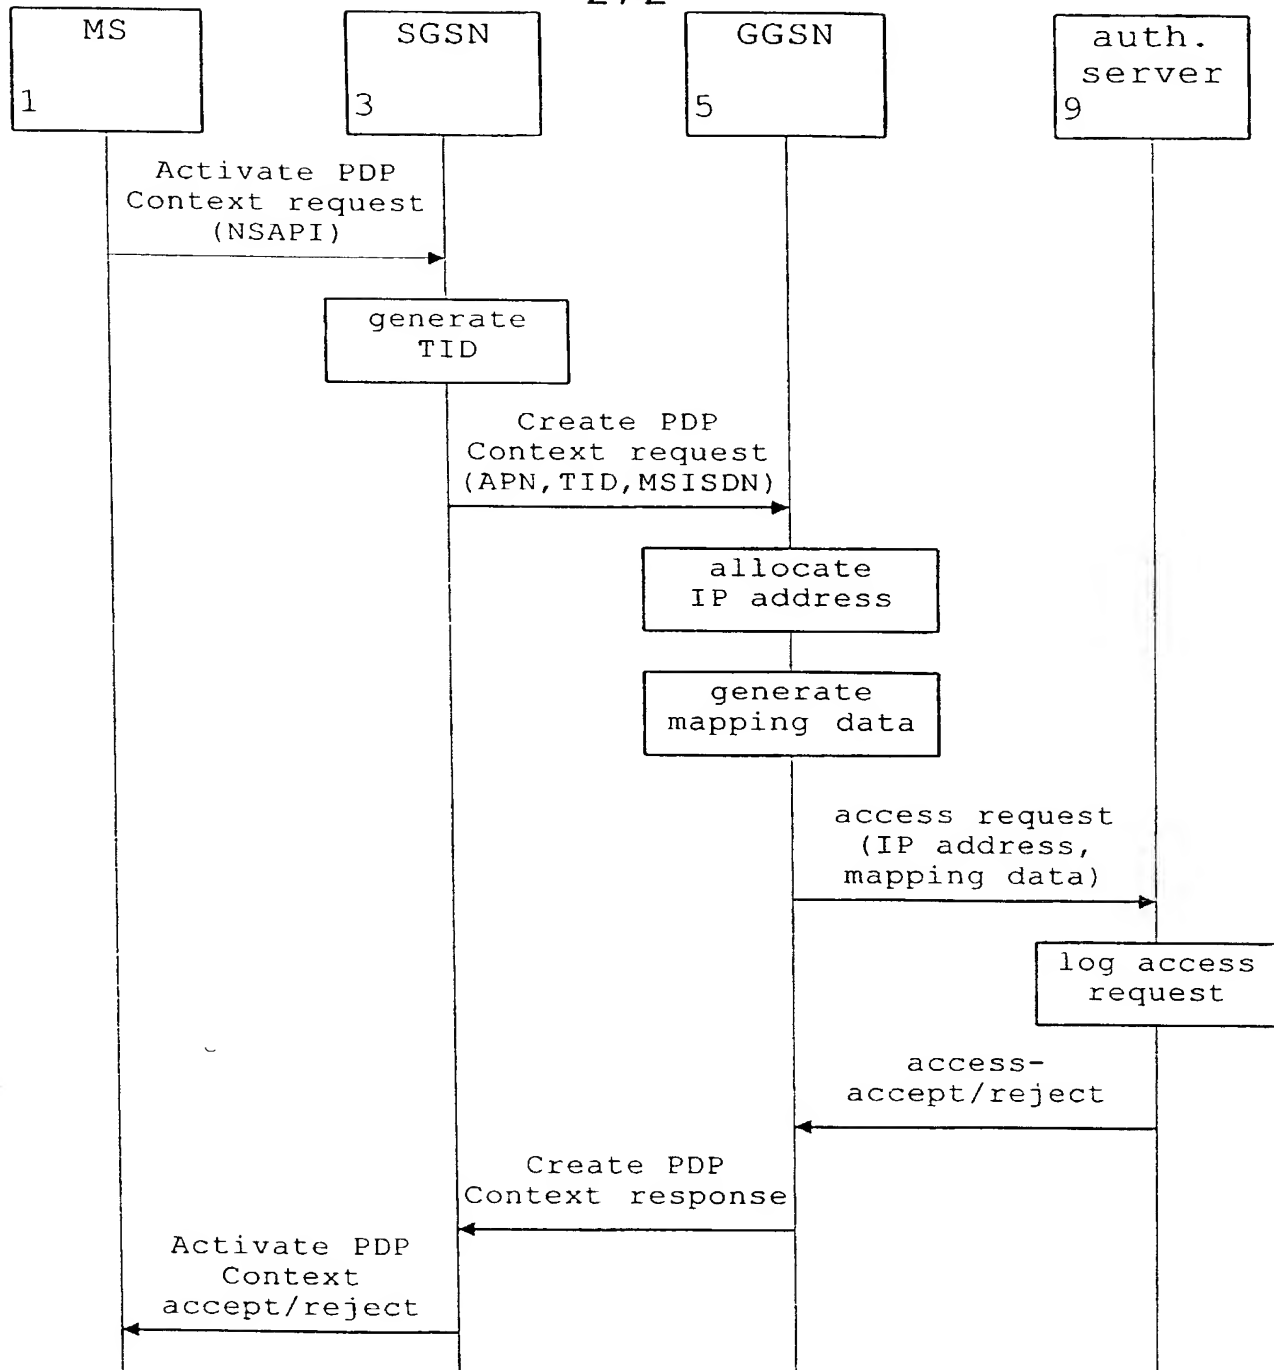 MS
1
SGSN
3
GGSN
5
auth.
server
9
Activate PDP
Context request
(NSAPI)
generate
TID
Create PDP
Context request
(APN,TID,MSISDN)
allocate
IP address
generate
mapping data
access request
(IP address,
mapping data)
log access
request
access-
accept/reject
Create PDP
Context response
Activate PDP
Context
accept/reject